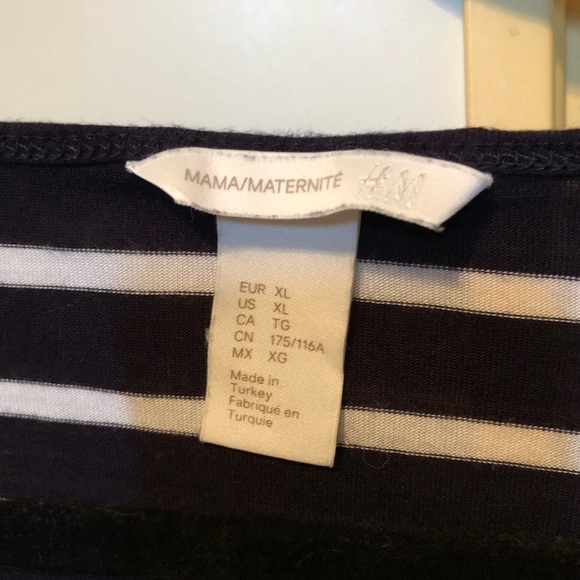 MAMA/MATERNITÉ H&M
EUR XL
US XL
CA TG
CN 175/116A
MX XG
Made in
Turkey
Fabriqué en
Turquie